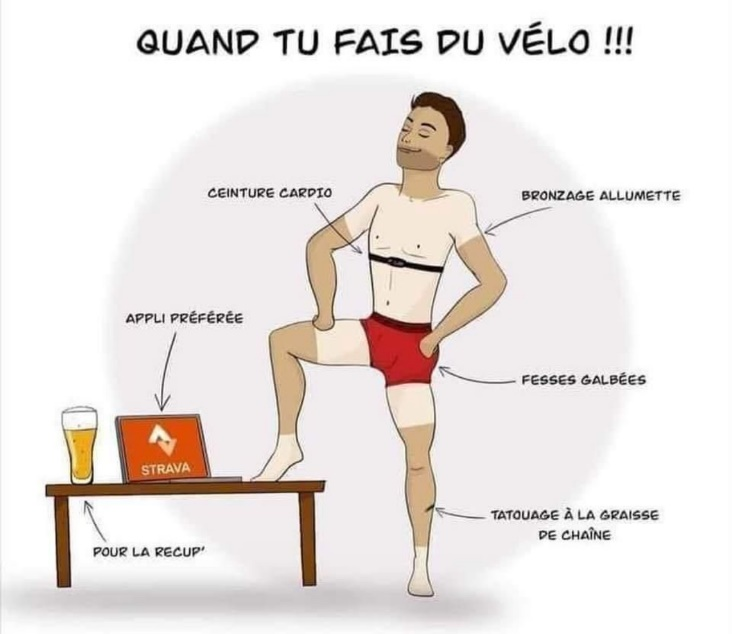 QUAND TU FAIS DU VÉLO !!!
CEINTURE CARDIO
BRONZAGE ALLUMETTE
APPLI PRÉFÉRÉE
FESSES GALBÉES
STRAVA
TATOUAGE À LA GRAISSE
DE CHAÎNE
POUR LA RECUP'